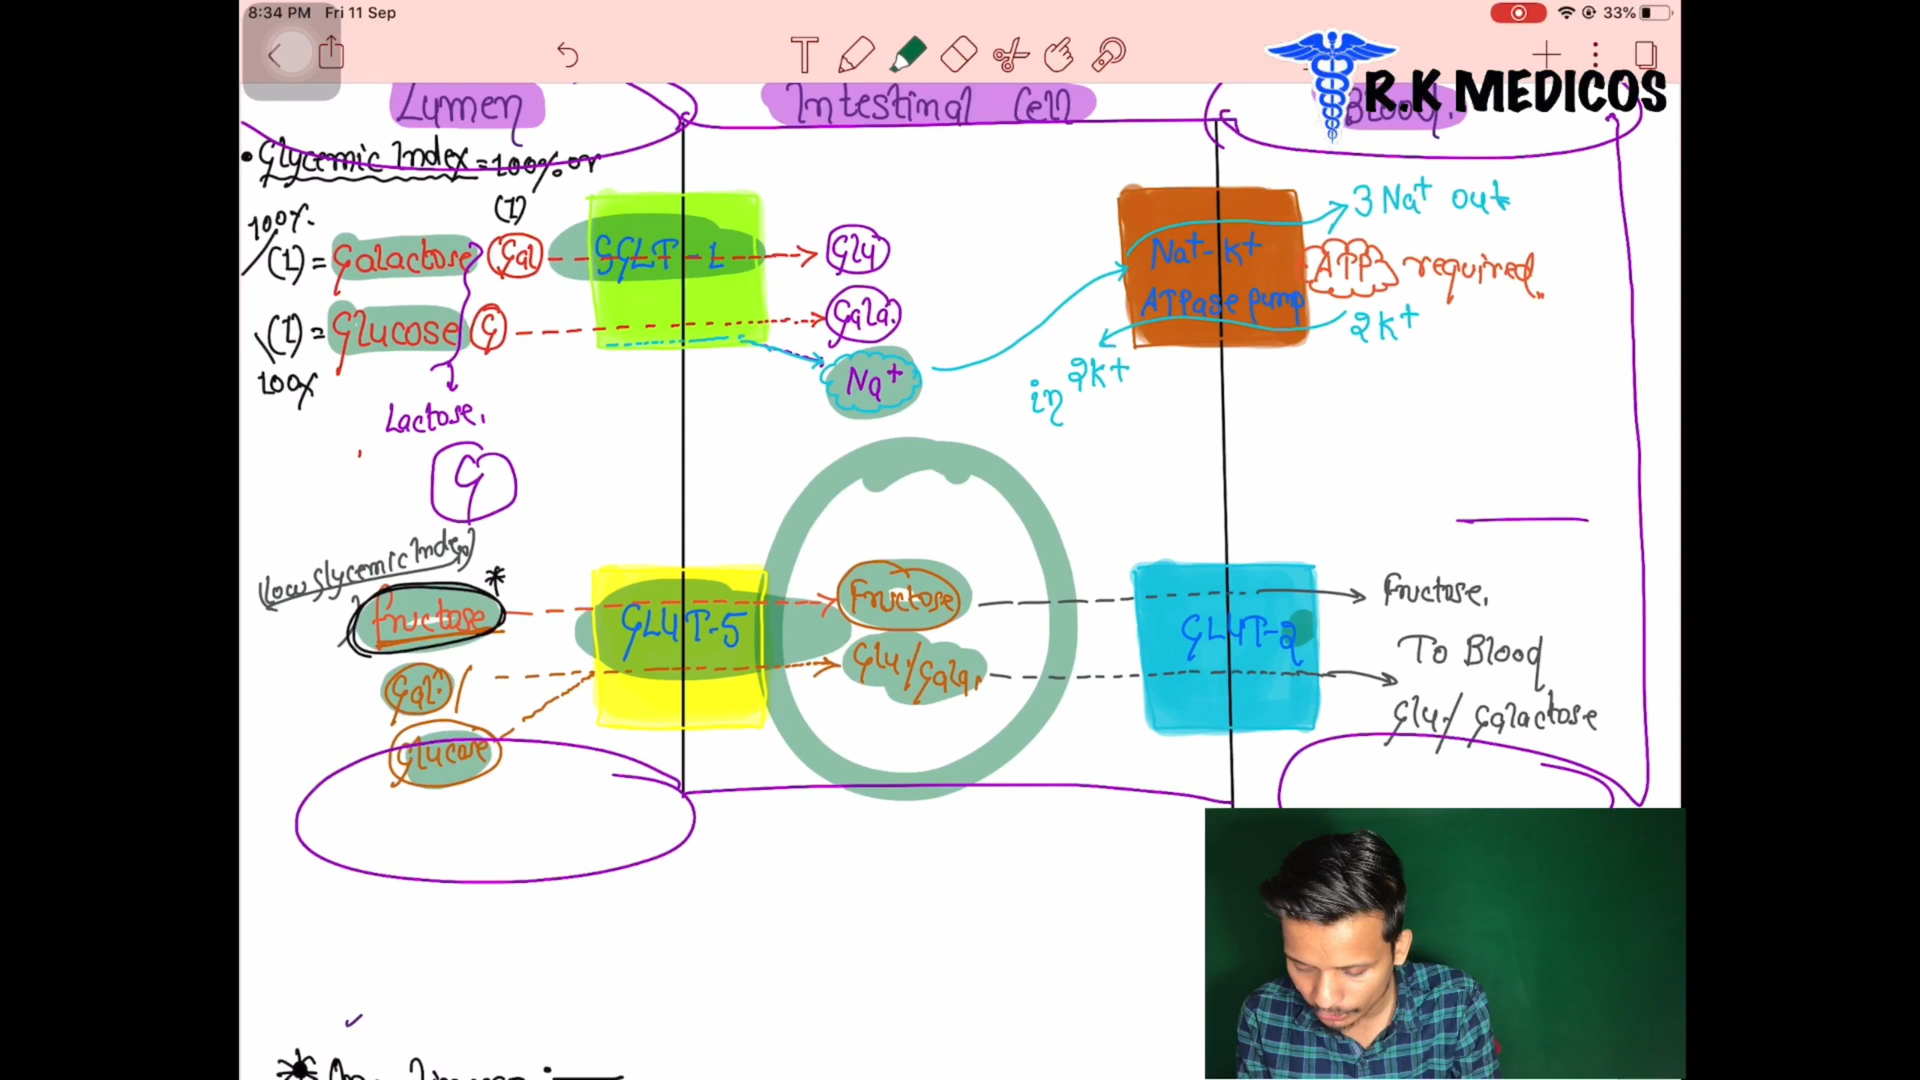 8:34 PM Fri 11 Sep
33%
R.K MEDICOS
Lumen
Intestinal Cell
Blood.
• Glycemic Index = 100% or
(1)
100%.
(1) = Galactose Gal
SGLT-1
Gly
(1) = Glucose G
Gala.
100%
Lactose.
Na+
Na+-K+
ATPase pump
3 Na+ out
ATP required.
2K+
2K+
in
G
(low Glycemic Index)
fructose *
GLUT-5
Fructose
GLUT-2
Fructose.
Gal. /
Glu/Gala.
To Blood
Glucose
Glu/Galactose